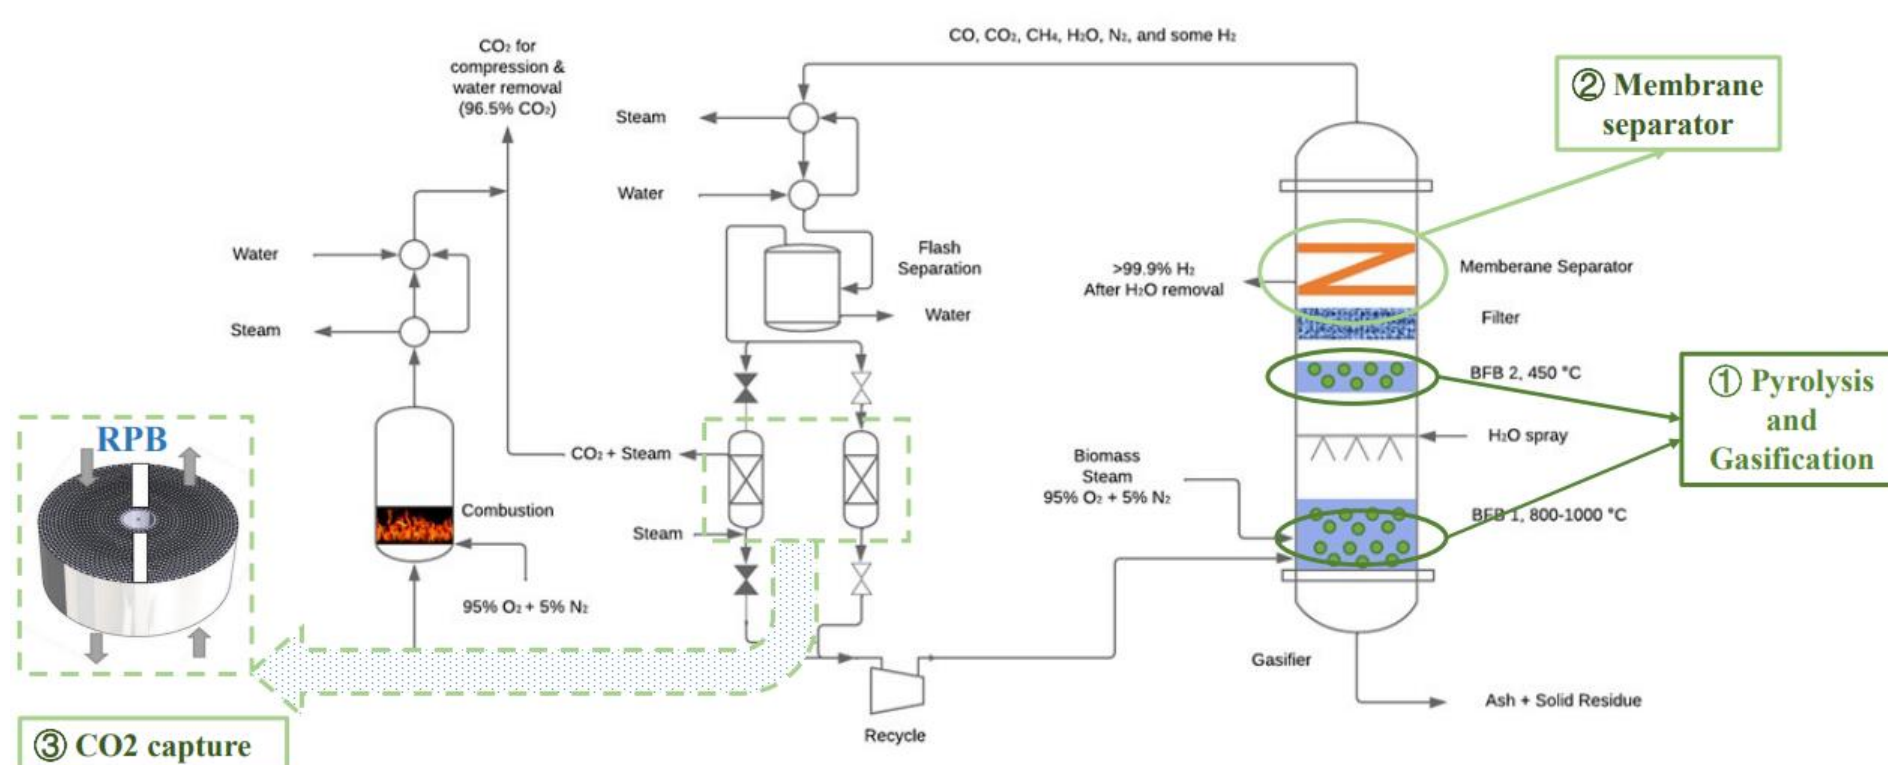 CO, CO₂, CH₄, H₂O, N₂, and some H₂
CO₂ for
compression &
water removal
(96.5% CO₂)
② Membrane
separator
Steam
Water
Flash
Separation
Water
>99.9% H₂
After H₂O removal
Memberane Separator
Filter
Water
Steam
BFB 2, 450 °C
① Pyrolysis
and
Gasification
H₂O spray
RPB
CO₂ + Steam
Biomass
Steam
95% O₂ + 5% N₂
BFB 1, 800-1000 °C
Combustion
Steam
95% O₂ + 5% N₂
Gasifier
Ash + Solid Residue
Recycle
③ CO2 capture